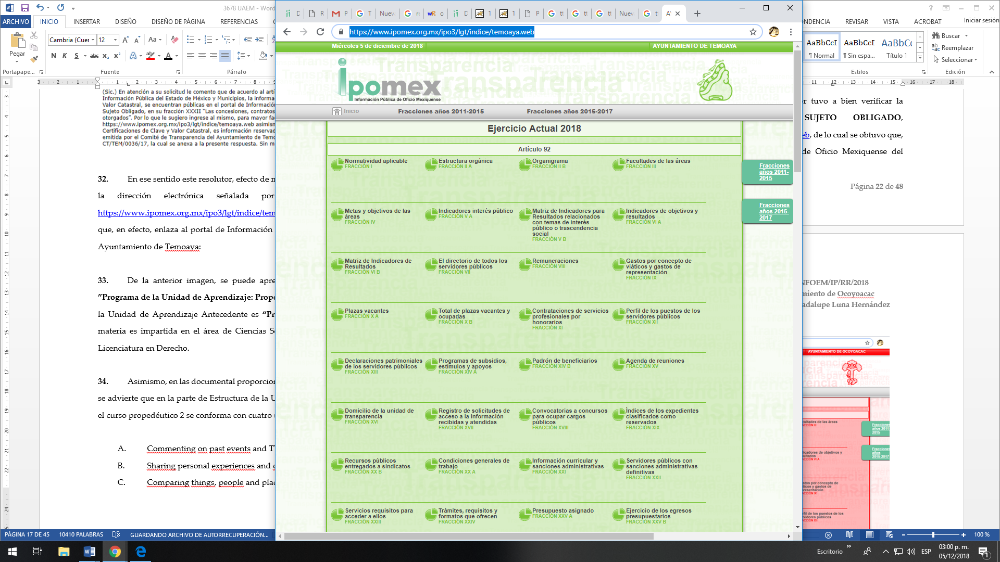 3678 UAEM - Word
ARCHIVO
INICIO
INSERTAR
DISEÑO
DISEÑO DE PÁGINA
REFERENCIAS
NDENCIA
REVISAR
VISTA
ACROBAT
Iniciar sesión
Cambria (Cuer
12
Pegar
Portapape...
Fuente
Párrafo
AaBbCcI
¶ Normal
AaBbCcI
¶ Sin espa...
AaBbC
Título 1
Estilos
Buscar
Reemplazar
Seleccionar
Edición
https://www.ipomex.org.mx/ipo3/lgt/indice/temoaya.web
Miércoles 5 de diciembre de 2018
AYUNTAMIENTO DE TEMOAYA
ipomex
Información Pública de Oficio Mexiquense
Transparencia
Inicio
Fracciones años 2011-2015
Fracciones años 2015-2017
Ejercicio Actual 2018
Artículo 92
Normatividad aplicable
FRACCIÓN I
Estructura orgánica
FRACCIÓN II A
Organigrama
FRACCIÓN II B
Facultades de las áreas
FRACCIÓN III
Metas y objetivos de las
áreas
FRACCIÓN IV
Indicadores interés público
FRACCIÓN V A
Matriz de Indicadores para
Resultados relacionados
con temas de interés
público o trascendencia
social
FRACCIÓN V B
Indicadores de objetivos y
resultados
FRACCIÓN VI A
Matriz de Indicadores de
Resultados
FRACCIÓN VI B
El directorio de todos los
servidores públicos
FRACCIÓN VII
Remuneraciones
FRACCIÓN VIII
Gastos por concepto de
viáticos y gastos de
representación
FRACCIÓN IX
Plazas vacantes
FRACCIÓN X A
Total de plazas vacantes y
ocupadas
FRACCIÓN X B
Contrataciones de servicios
profesionales por
honorarios
FRACCIÓN XI
Perfil de los puestos de los
servidores públicos
FRACCIÓN XII
Declaraciones patrimoniales
de los servidores públicos
FRACCIÓN XIII
Programas de subsidios,
estímulos y apoyos
FRACCIÓN XIV A
Padrón de beneficiarios
FRACCIÓN XIV B
Agenda de reuniones
FRACCIÓN XV
Domicilio de la unidad de
transparencia
FRACCIÓN XVI
Registro de solicitudes de
acceso a la información
recibidas y atendidas
FRACCIÓN XVII
Convocatorias a concursos
para ocupar cargos
públicos
FRACCIÓN XVIII
Índices de los expedientes
clasificados como
reservados
FRACCIÓN XIX
Recursos públicos
entregados a sindicatos
FRACCIÓN XX B
Condiciones generales de
trabajo
FRACCIÓN XX A
Información curricular y
sanciones administrativas
FRACCIÓN XXI
Servidores públicos con
sanciones administrativas
definitivas
FRACCIÓN XXII
Servicios requisitos para
acceder a ellos
FRACCIÓN XXIII
Trámites, requisitos y
formatos que ofrecen
FRACCIÓN XXIV
Presupuesto asignado
FRACCIÓN XXV A
Ejercicio de los egresos
presupuestarios
FRACCIÓN XXV B
Fracciones
años 2011-
2015
Fracciones
años 2015-
2017
(Sic.) En atención a su solicitud le comento que de acuerdo al artí
Información Pública del Estado de México y Municipios, la informa
Valor Catastral, se encuentran públicas en el portal de Informació
Sujeto Obligado, en su fracción XXXII "Las concesiones, contratos
otorgados". Por lo que le sugiero ingrese al mismo, para mayor fac
https://www.ipomex.org.mx/ipo3/lgt/indice/temoaya.web asimism
Certificaciones de Clave y Valor Catastral, es información reservad
emitida por el Comité de Transparencia del Ayuntamiento de Temo
CT/TEM/0036/17, la cual se anexa a la presente respuesta. Sin m
32. En ese sentido este resolutor, efecto de n
la dirección electrónica señalada por
https://www.ipomex.org.mx/ipo3/lgt/indice/tem
que, en efecto, enlaza al portal de Información
Ayuntamiento de Temoaya:
33. De la anterior imagen, se puede apre
"Programa de la Unidad de Aprendizaje: Prope
la Unidad de Aprendizaje Antecedente es "Pr
materia es impartida en el área de Ciencias S
Licenciatura en Derecho.
34. Asimismo, en las documental proporcion
se advierte que en la parte de Estructura de la U
el curso propedéutico 2 se conforma con cuatro
A. Commenting on past events and T
B. Sharing personal experiences and
C. Comparing things, people and plac
r tuvo a bien verificar la
SUJETO OBLIGADO,
eb, de lo cual se obtuvo que,
de Oficio Mexiquense del
Página 22 de 48
NFOEM/IP/RR/2018
miento de Ocoyoacac
adalupe Luna Hernández
AYUNTAMIENTO DE OCOYOACAC
PÁGINA 17 DE 45
10410 PALABRAS
GUARDANDO ARCHIVO DE AUTORRECUPERACIÓN...
100 %
Escritorio
ESP
03:00 p. m.
05/12/2018